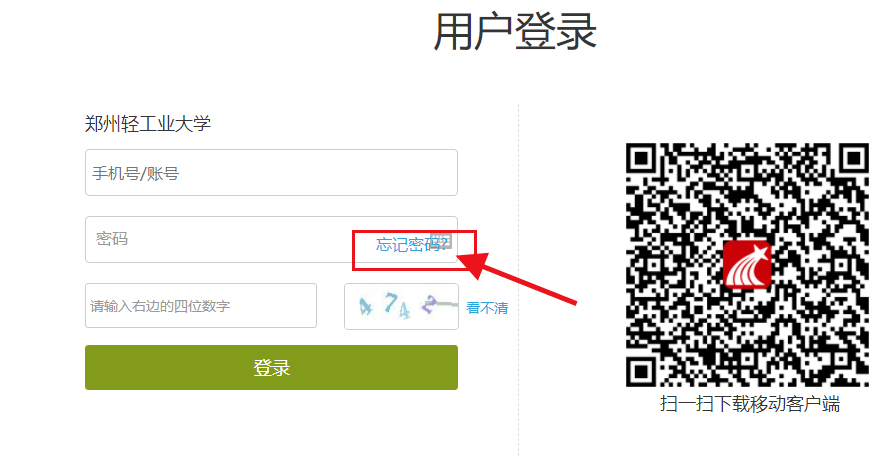 用户登录
郑州轻工业大学
手机号/账号
密码
忘记密码?
请输入右边的四位数字
4742
看不清
登录
扫一扫下载移动客户端